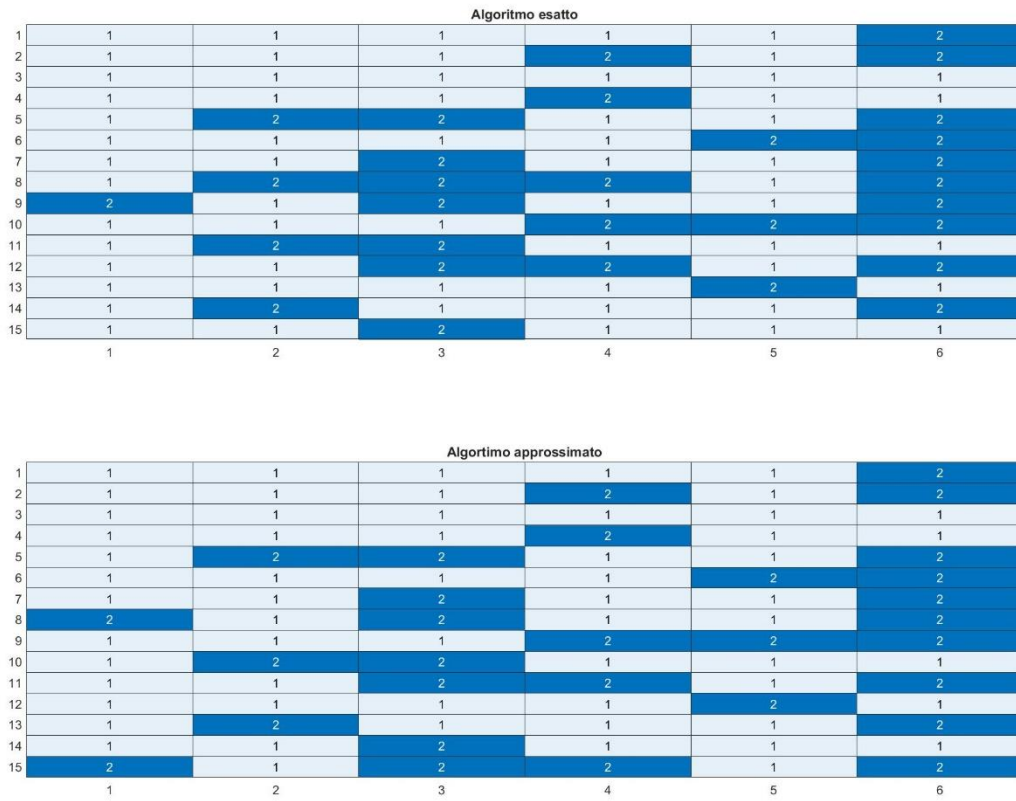 Algoritmo esatto
1 1 1 1 1 1 2
2 1 1 1 2 1 2
3 1 1 1 1 1 1
4 1 1 1 2 1 1
5 1 2 2 1 1 2
6 1 1 1 1 2 2
7 1 1 2 1 1 2
8 1 2 2 2 1 2
9 2 1 2 1 1 2
10 1 1 1 2 2 2
11 1 2 2 1 1 1
12 1 1 2 2 1 2
13 1 1 1 1 2 1
14 1 2 1 1 1 2
15 1 1 2 1 1 1
1 2 3 4 5 6
Algortimo approssimato
1 1 1 1 1 1 2
2 1 1 1 2 1 2
3 1 1 1 1 1 1
4 1 1 1 2 1 1
5 1 2 2 1 1 2
6 1 1 1 1 2 2
7 1 1 2 1 1 2
8 2 1 2 1 1 2
9 1 1 1 2 2 2
10 1 2 2 1 1 1
11 1 1 2 2 1 2
12 1 1 1 1 2 1
13 1 2 1 1 1 2
14 1 1 2 1 1 1
15 2 1 2 2 1 2
1 2 3 4 5 6